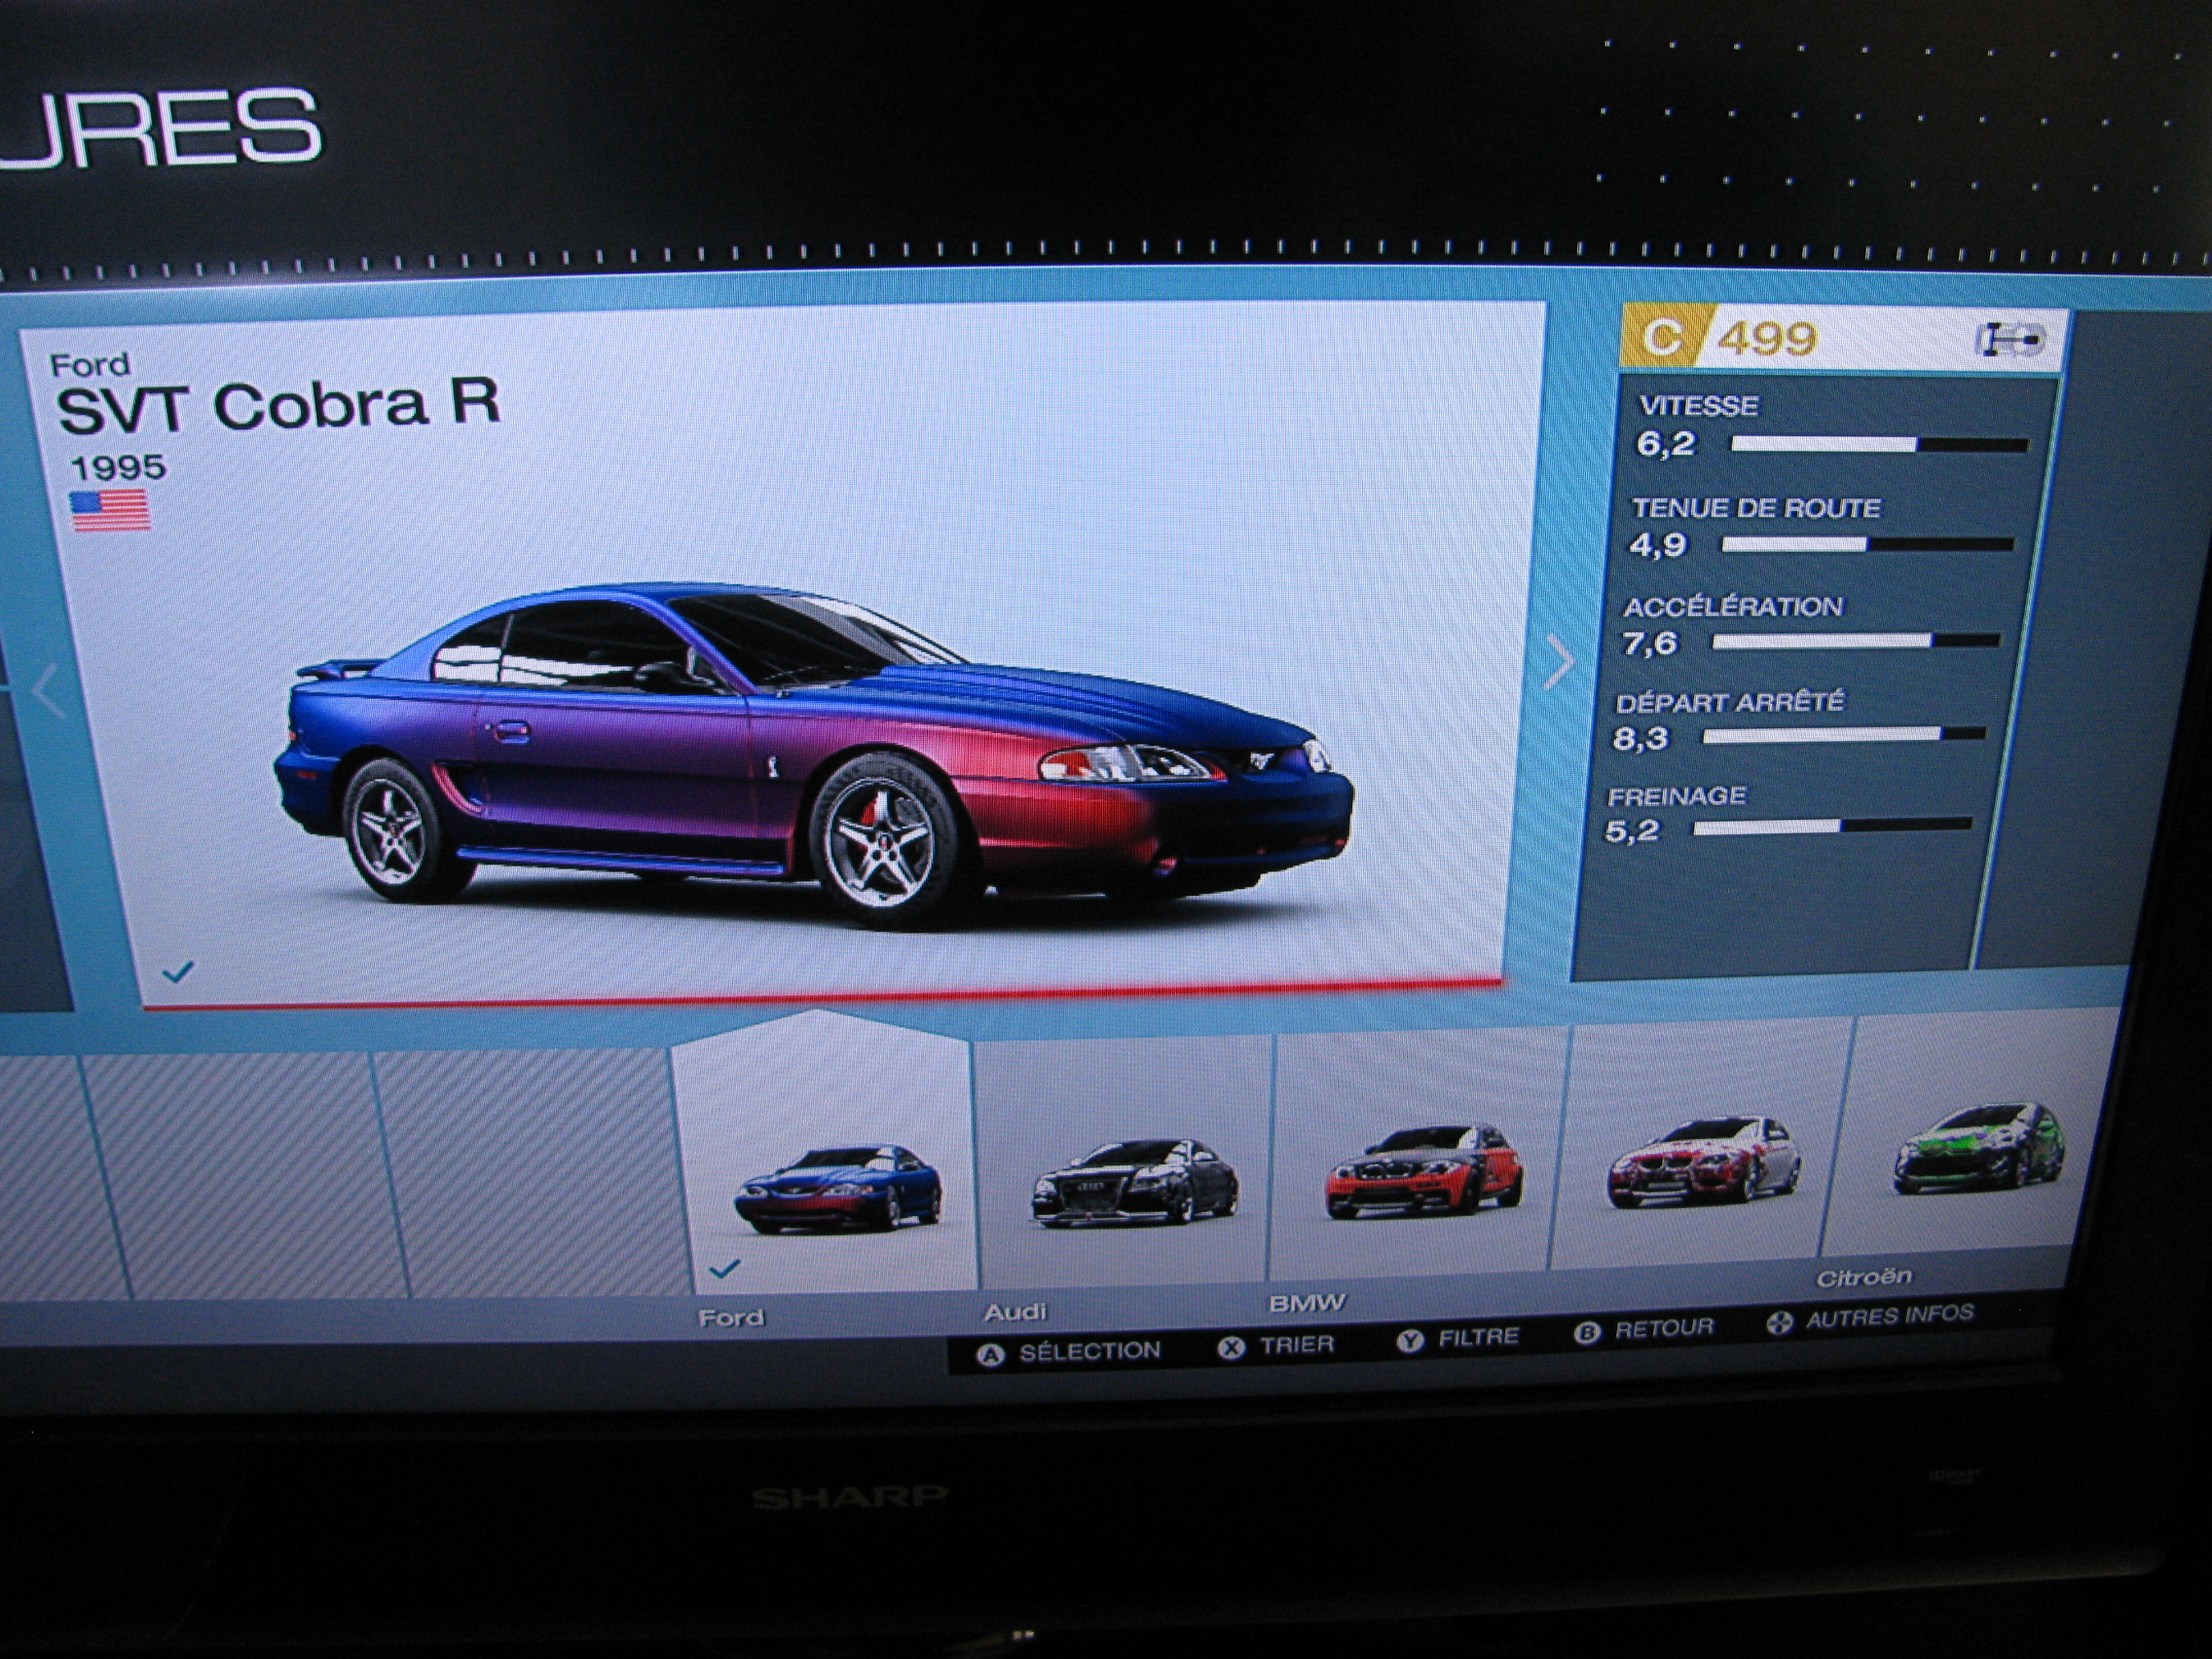 URES
Ford
SVT Cobra R
1995
C 499
VITESSE
6,2
TENUE DE ROUTE
4,9
ACCÉLÉRATION
7,6
DÉPART ARRÊTÉ
8,3
FREINAGE
5,2
Ford
Audi
BMW
Citroën
A SÉLECTION X TRIER Y FILTRE B RETOUR AUTRES INFOS
SHARP